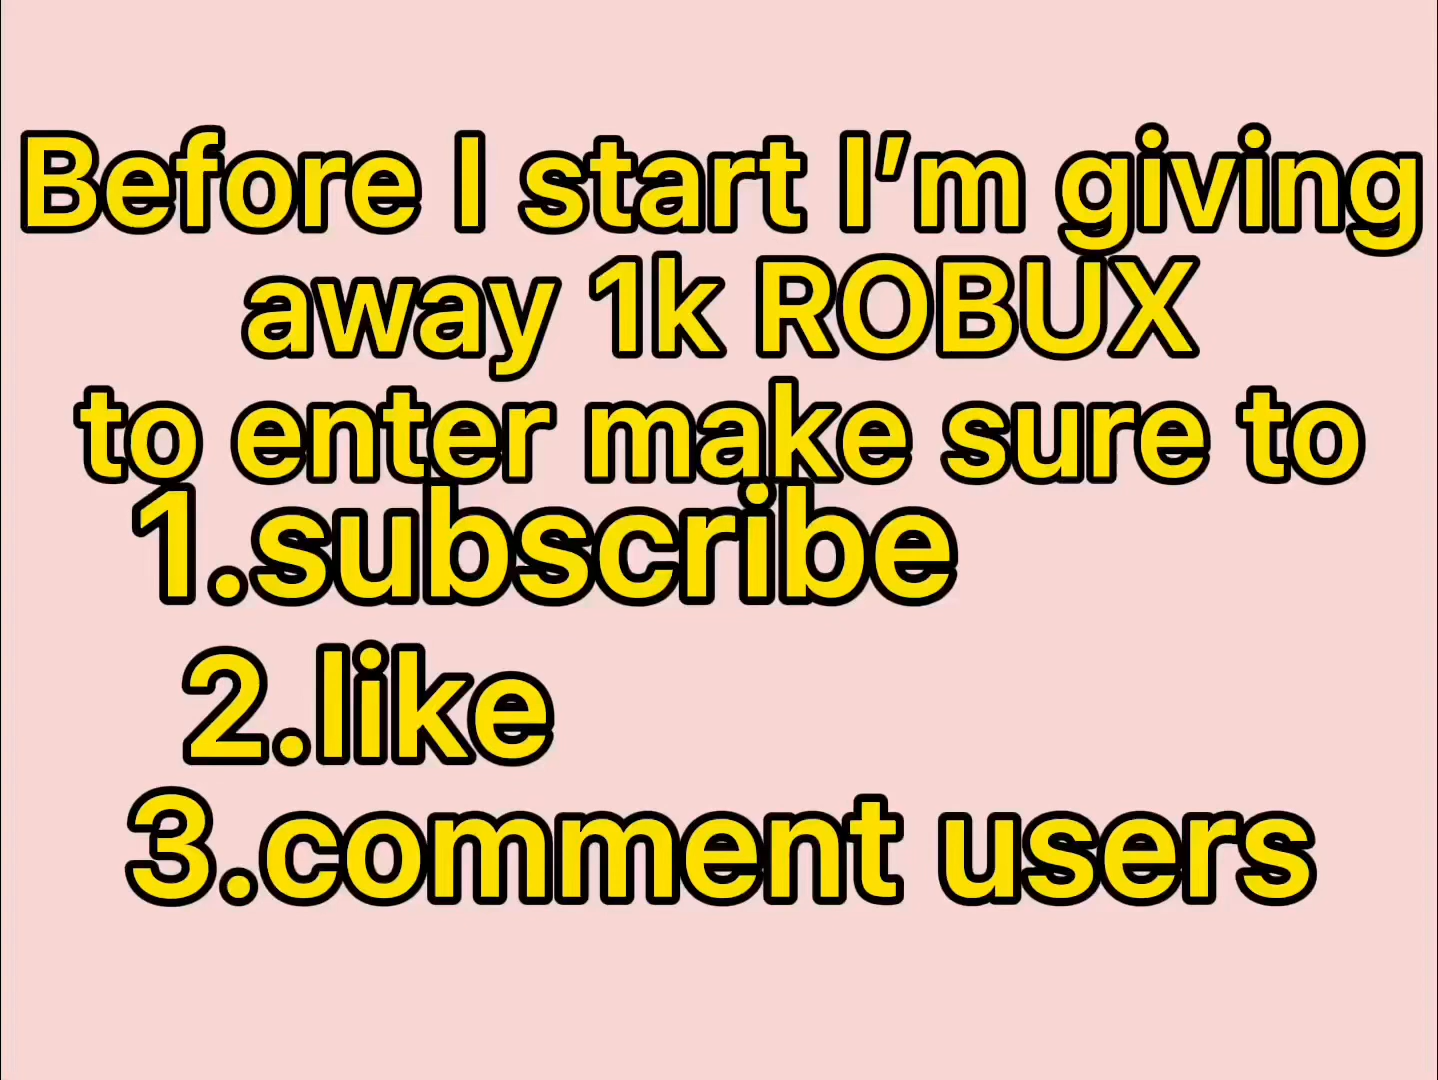 Before I start I’m giving
away 1k ROBUX
to enter make sure to
1.subscribe
2.like
3.comment users